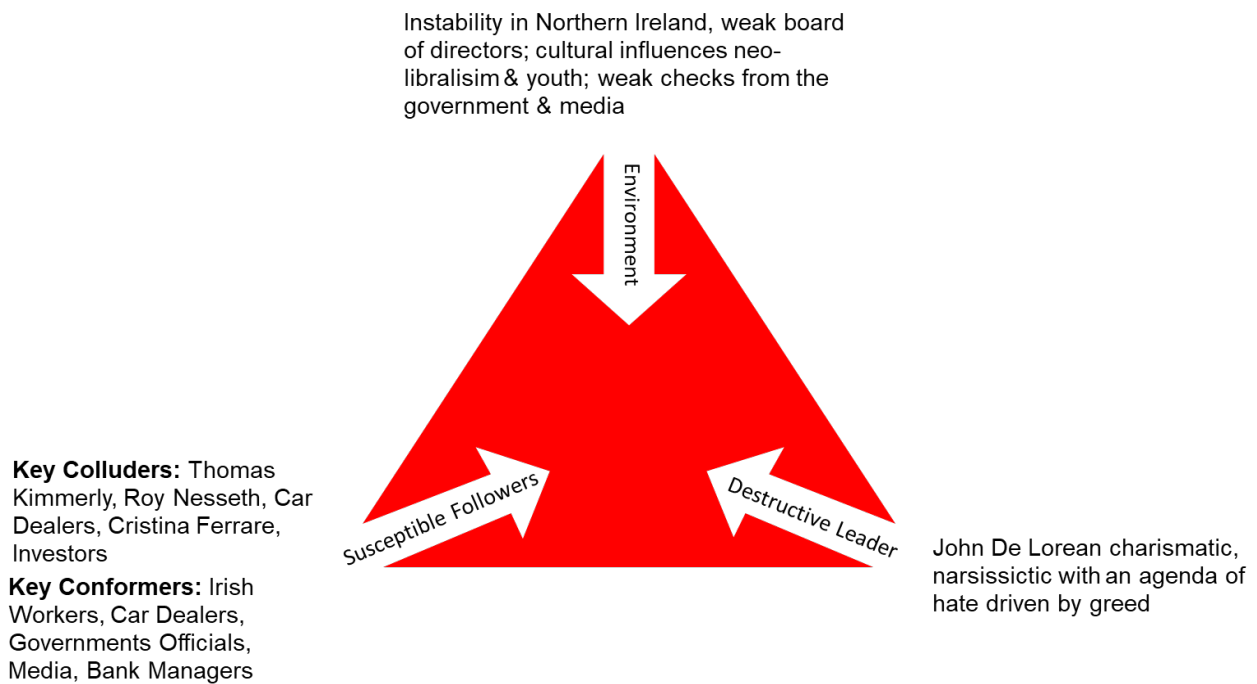 Instability in Northern Ireland, weak board
of directors; cultural influences neo-
libralisim & youth; weak checks from the
government & media
Environment
Key Colluders: Thomas
Kimmerly, Roy Nesseth, Car
Dealers, Cristina Ferrare,
Investors
Key Conformers: Irish
Workers, Car Dealers,
Governments Officials,
Media, Bank Managers
Susceptible Followers
Destructive Leader
John De Lorean charismatic,
narsissictic with an agenda of
hate driven by greed